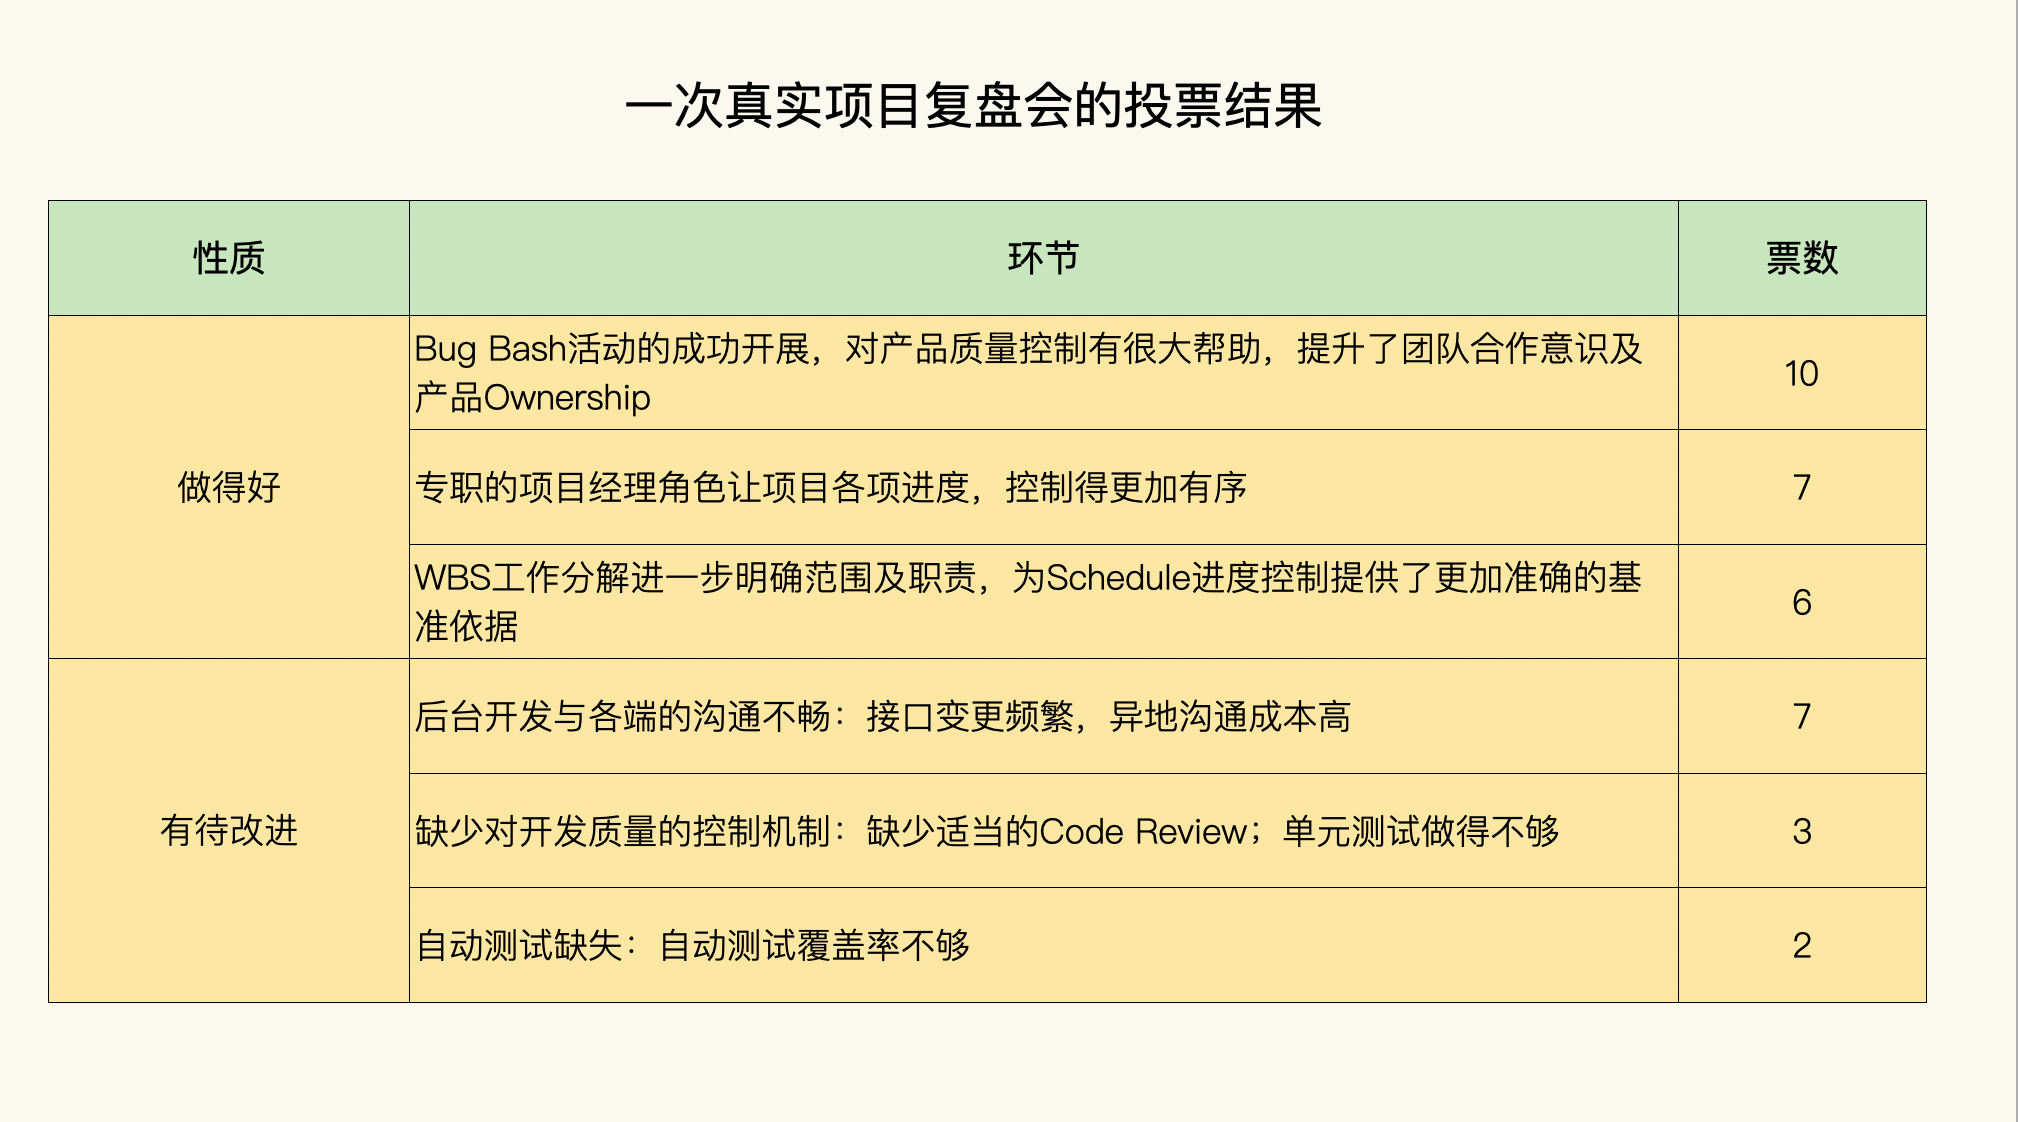 一次真实项目复盘会的投票结果
性质
环节
票数
做得好
Bug Bash活动的成功开展，对产品质量控制有很大帮助，提升了团队合作意识及
产品Ownership
10
专职的项目经理角色让项目各项进度，控制得更加有序
7
WBS工作分解进一步明确范围及职责，为Schedule进度控制提供了更加准确的基
准依据
6
有待改进
后台开发与各端的沟通不畅：接口变更频繁，异地沟通成本高
7
缺少对开发质量的控制机制：缺少适当的Code Review；单元测试做得不够
3
自动测试缺失：自动测试覆盖率不够
2